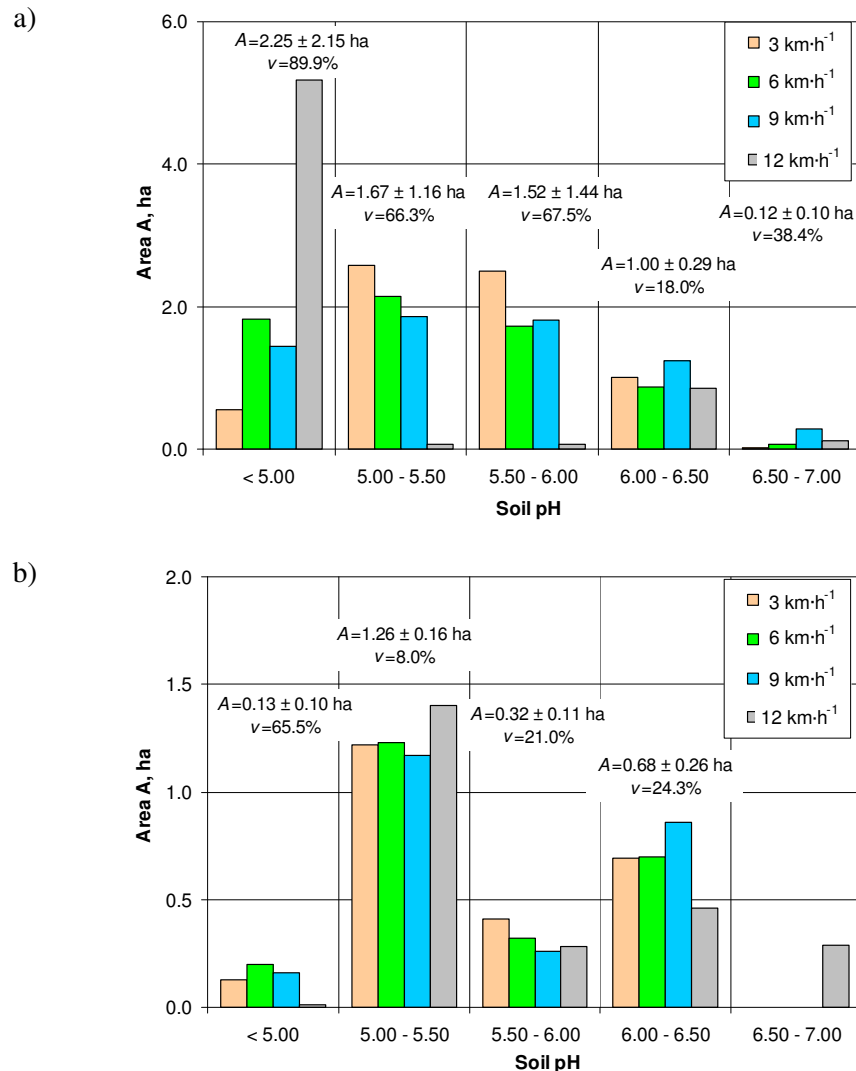 a)
6.0
4.0
2.0
0.0
Area A, ha
A=2.25 ± 2.15 ha
v=89.9%
A=1.67 ± 1.16 ha
v=66.3%
A=1.52 ± 1.44 ha
v=67.5%
A=1.00 ± 0.29 ha
v=18.0%
A=0.12 ± 0.10 ha
v=38.4%
3 km·h⁻¹
6 km·h⁻¹
9 km·h⁻¹
12 km·h⁻¹
< 5.00 5.00 - 5.50 5.50 - 6.00 6.00 - 6.50 6.50 - 7.00
Soil pH
b)
2.0
1.5
1.0
0.5
0.0
Area A, ha
A=0.13 ± 0.10 ha
v=65.5%
A=1.26 ± 0.16 ha
v=8.0%
A=0.32 ± 0.11 ha
v=21.0%
A=0.68 ± 0.26 ha
v=24.3%
3 km·h⁻¹
6 km·h⁻¹
9 km·h⁻¹
12 km·h⁻¹
< 5.00 5.00 - 5.50 5.50 - 6.00 6.00 - 6.50 6.50 - 7.00
Soil pH